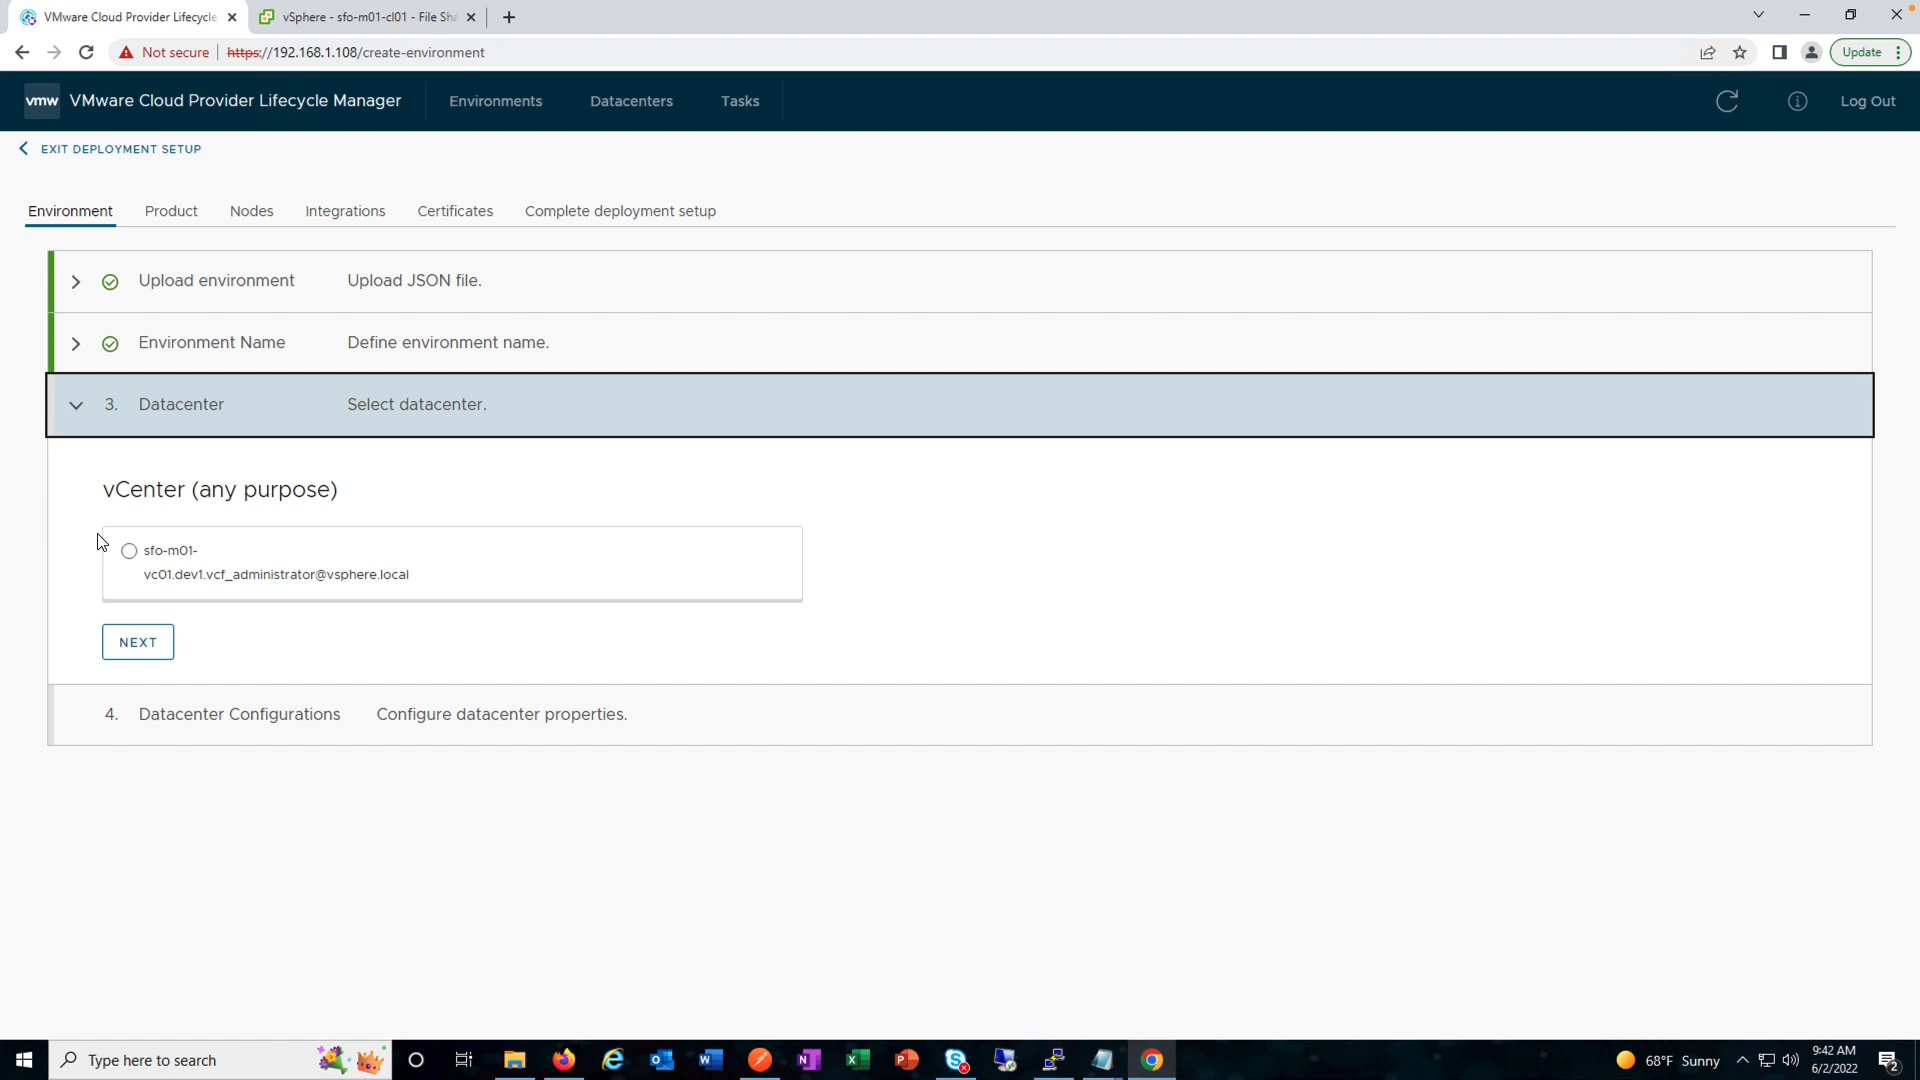 VMware Cloud Provider Lifecycle
vSphere - sfo-m01-cl01 - File Sha
Not secure
https://192.168.1.108/create-environment
Update
vmw
VMware Cloud Provider Lifecycle Manager
Environments
Datacenters
Tasks
Log Out
EXIT DEPLOYMENT SETUP
Environment
Product
Nodes
Integrations
Certificates
Complete deployment setup
Upload environment
Upload JSON file.
Environment Name
Define environment name.
3. Datacenter
Select datacenter.
vCenter (any purpose)
sfo-m01-
vc01.dev1.vcf_administrator@vsphere.local
NEXT
4. Datacenter Configurations
Configure datacenter properties.
Type here to search
68°F Sunny
9:42 AM
6/2/2022
2